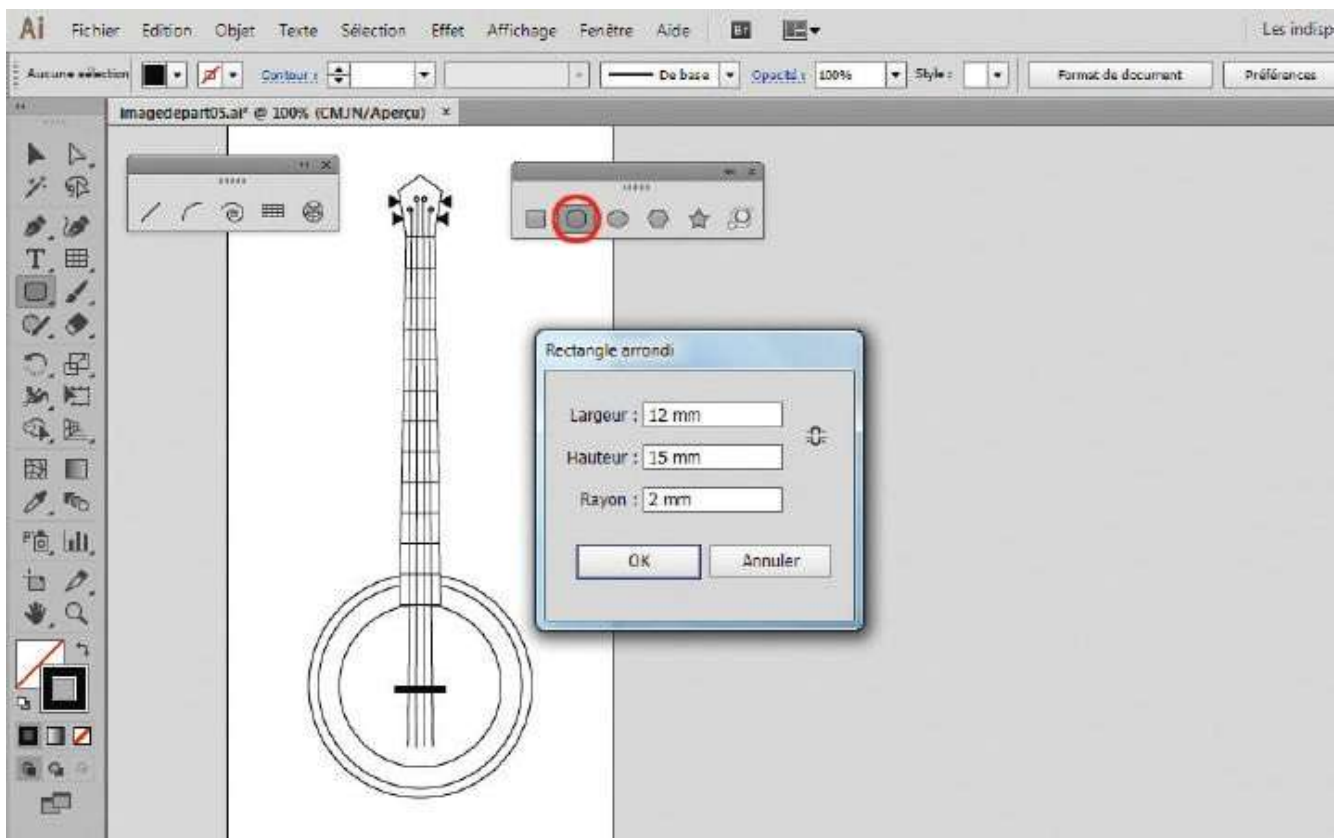 Ai Fichier Edition Objet Texte Sélection Effet Affichage Fenêtre Aide Br Les indisp
Aucune sélection Contour : De base Opacité : 100% Style : Format de document Préférences
imagedepart05.ai* @ 100% (CMJN/Aperçu) ×
Rectangle arrondi
Largeur : 12 mm
Hauteur : 15 mm
Rayon : 2 mm
OK Annuler